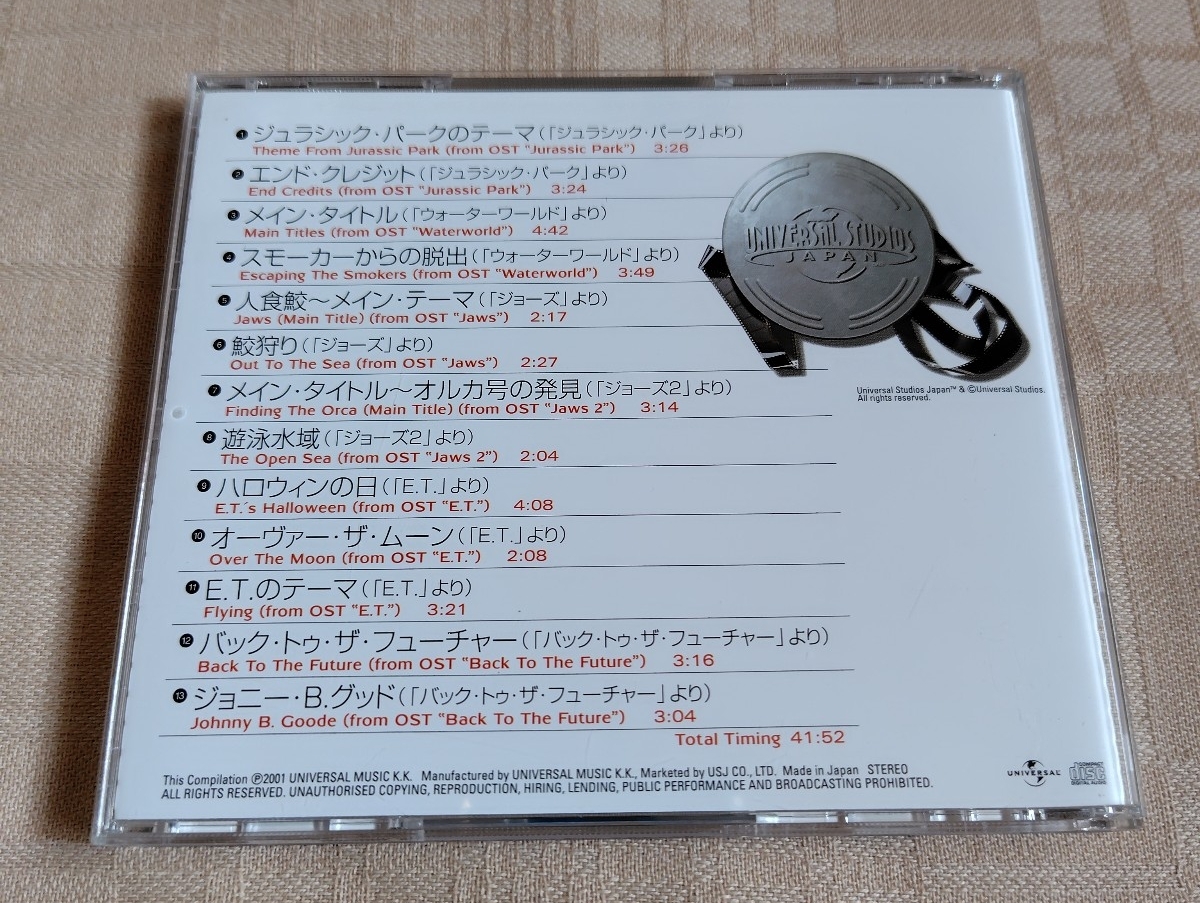 1 ジュラシック・パークのテーマ(「ジュラシック・パーク」より)
Theme From Jurassic Park (from OST "Jurassic Park") 3:26
2 エンド・クレジット(「ジュラシック・パーク」より)
End Credits (from OST "Jurassic Park") 3:24
3 メイン・タイトル(「ウォーターワールド」より)
Main Titles (from OST "Waterworld") 4:42
4 スモーカーからの脱出(「ウォーターワールド」より)
Escaping The Smokers (from OST "Waterworld") 3:49
5 人食鮫～メイン・テーマ(「ジョーズ」より)
Jaws (Main Title) (from OST "Jaws") 2:17
6 鮫狩り(「ジョーズ」より)
Out To The Sea (from OST "Jaws") 2:27
7 メイン・タイトル～オルカ号の発見(「ジョーズ2」より)
Finding The Orca (Main Title) (from OST "Jaws 2") 3:14
8 遊泳水域(「ジョーズ2」より)
The Open Sea (from OST "Jaws 2") 2:04
9 ハロウィンの日(「E.T.」より)
E.T.´s Halloween (from OST "E.T.") 4:08
10 オーヴァー・ザ・ムーン(「E.T.」より)
Over The Moon (from OST "E.T.") 2:08
11 E.T.のテーマ(「E.T.」より)
Flying (from OST "E.T.") 3:21
12 バック・トゥ・ザ・フューチャー(「バック・トゥ・ザ・フューチャー」より)
Back To The Future (from OST "Back To The Future") 3:16
13 ジョニー・B.グッド(「バック・トゥ・ザ・フューチャー」より)
Johnny B. Goode (from OST "Back To The Future") 3:04
Total Timing 41:52
UNIVERSAL STUDIOS
JAPAN
Universal Studios Japan™ & ©Universal Studios.
All rights reserved.
This Compilation ℗2001 UNIVERSAL MUSIC K.K. Manufactured by UNIVERSAL MUSIC K.K., Marketed by USJ CO., LTD. Made in Japan STEREO
ALL RIGHTS RESERVED. UNAUTHORISED COPYING, REPRODUCTION, HIRING, LENDING, PUBLIC PERFORMANCE AND BROADCASTING PROHIBITED.
UNIVERSAL
COMPACT
disc
DIGITAL AUDIO